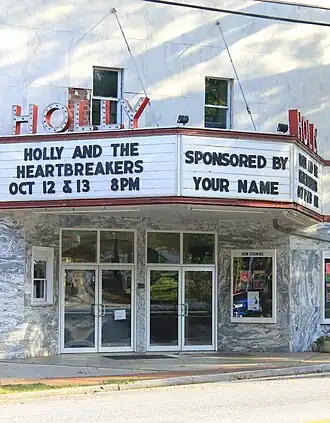 HOLLY
HOLLY AND THE
HEARTBREAKERS
OCT 12 & 13 8PM
SPONSORED BY
YOUR NAME
NOW SHOWING